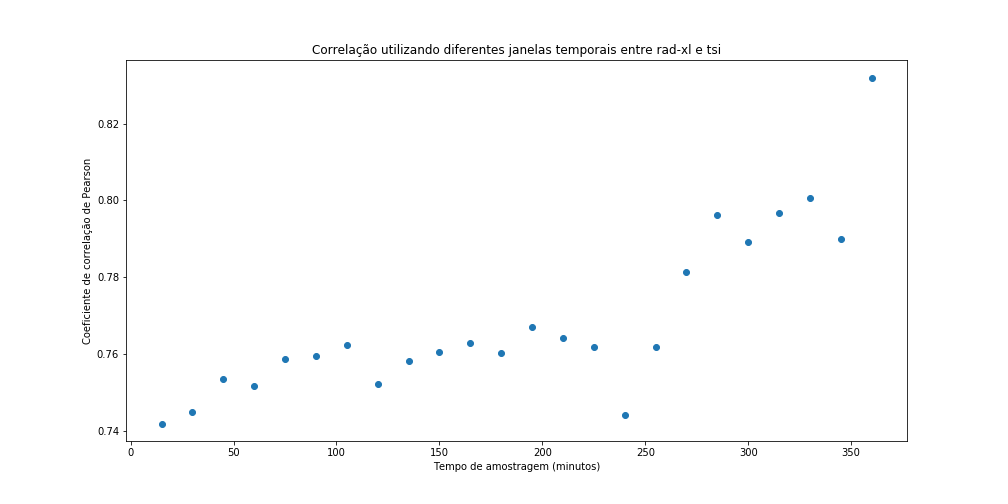 Correlação utilizando diferentes janelas temporais entre rad-xl e tsi
Coeficiente de correlação de Pearson
0.82
0.80
0.78
0.76
0.74
0 50 100 150 200 250 300 350
Tempo de amostragem (minutos)